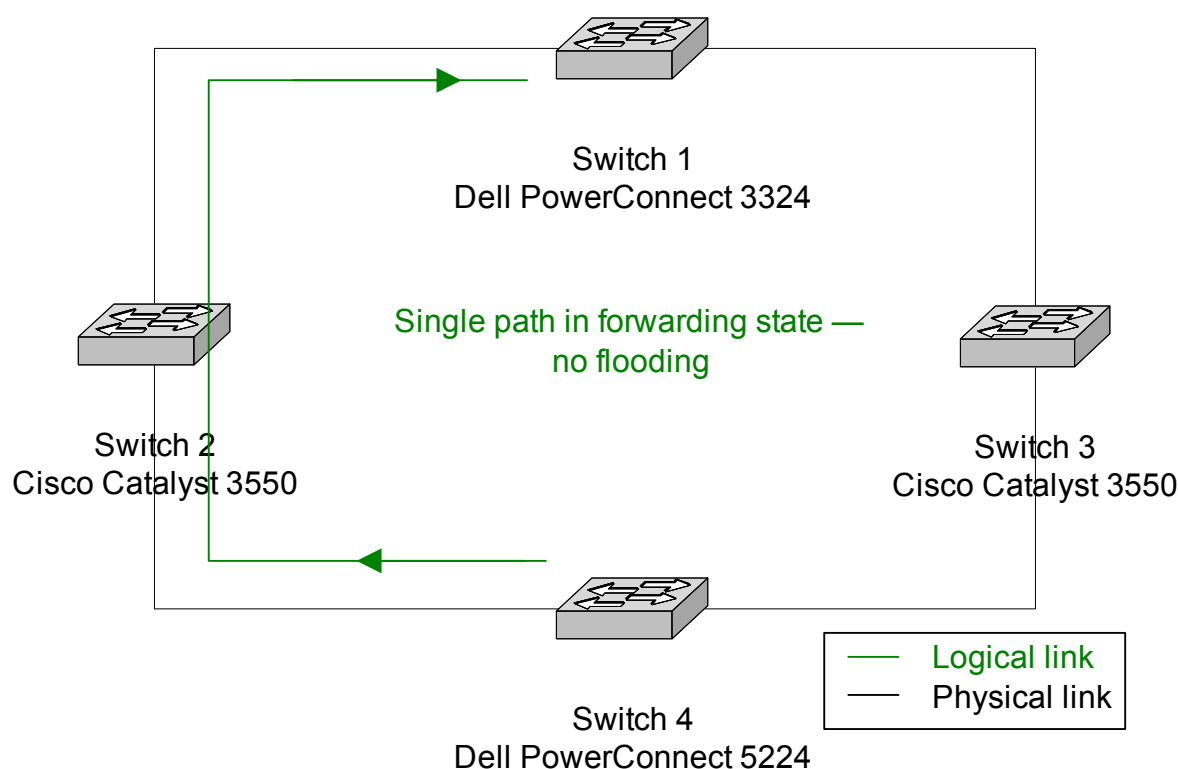 Switch 1
Dell PowerConnect 3324
Single path in forwarding state —
no flooding
Switch 2
Cisco Catalyst 3550
Switch 3
Cisco Catalyst 3550
Logical link
Physical link
Switch 4
Dell PowerConnect 5224